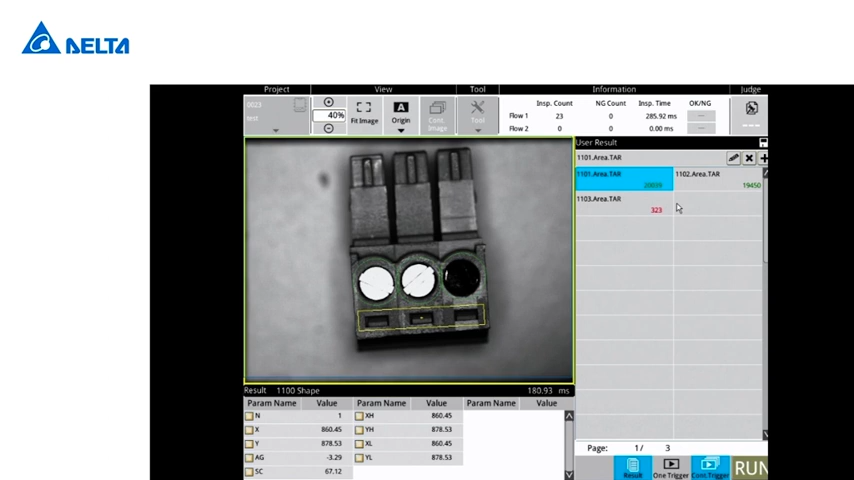 DELTA
Project View Tool Information Judge
0023
test
40%
Fit Image
Origin
Cont. Image
Tool
Insp. Count NG Count Insp. Time OK/NG
Flow 1 23 0 285.92 ms ---
Flow 2 0 0 0.00 ms ---
---
User Result
1101.Area.TAR
1101.Area.TAR 1102.Area.TAR
20039 19450
1103.Area.TAR
323
Result 1100 Shape 180.93 ms
Param Name Value Param Name Value Param Name Value
N 1 XH 860.45
X 860.45 YH 878.53
Y 878.53 XL 860.45
AG -3.29 YL 878.53
SC 67.12
Page: 1/ 3
Result One Trigger Cont.Trigger RUN